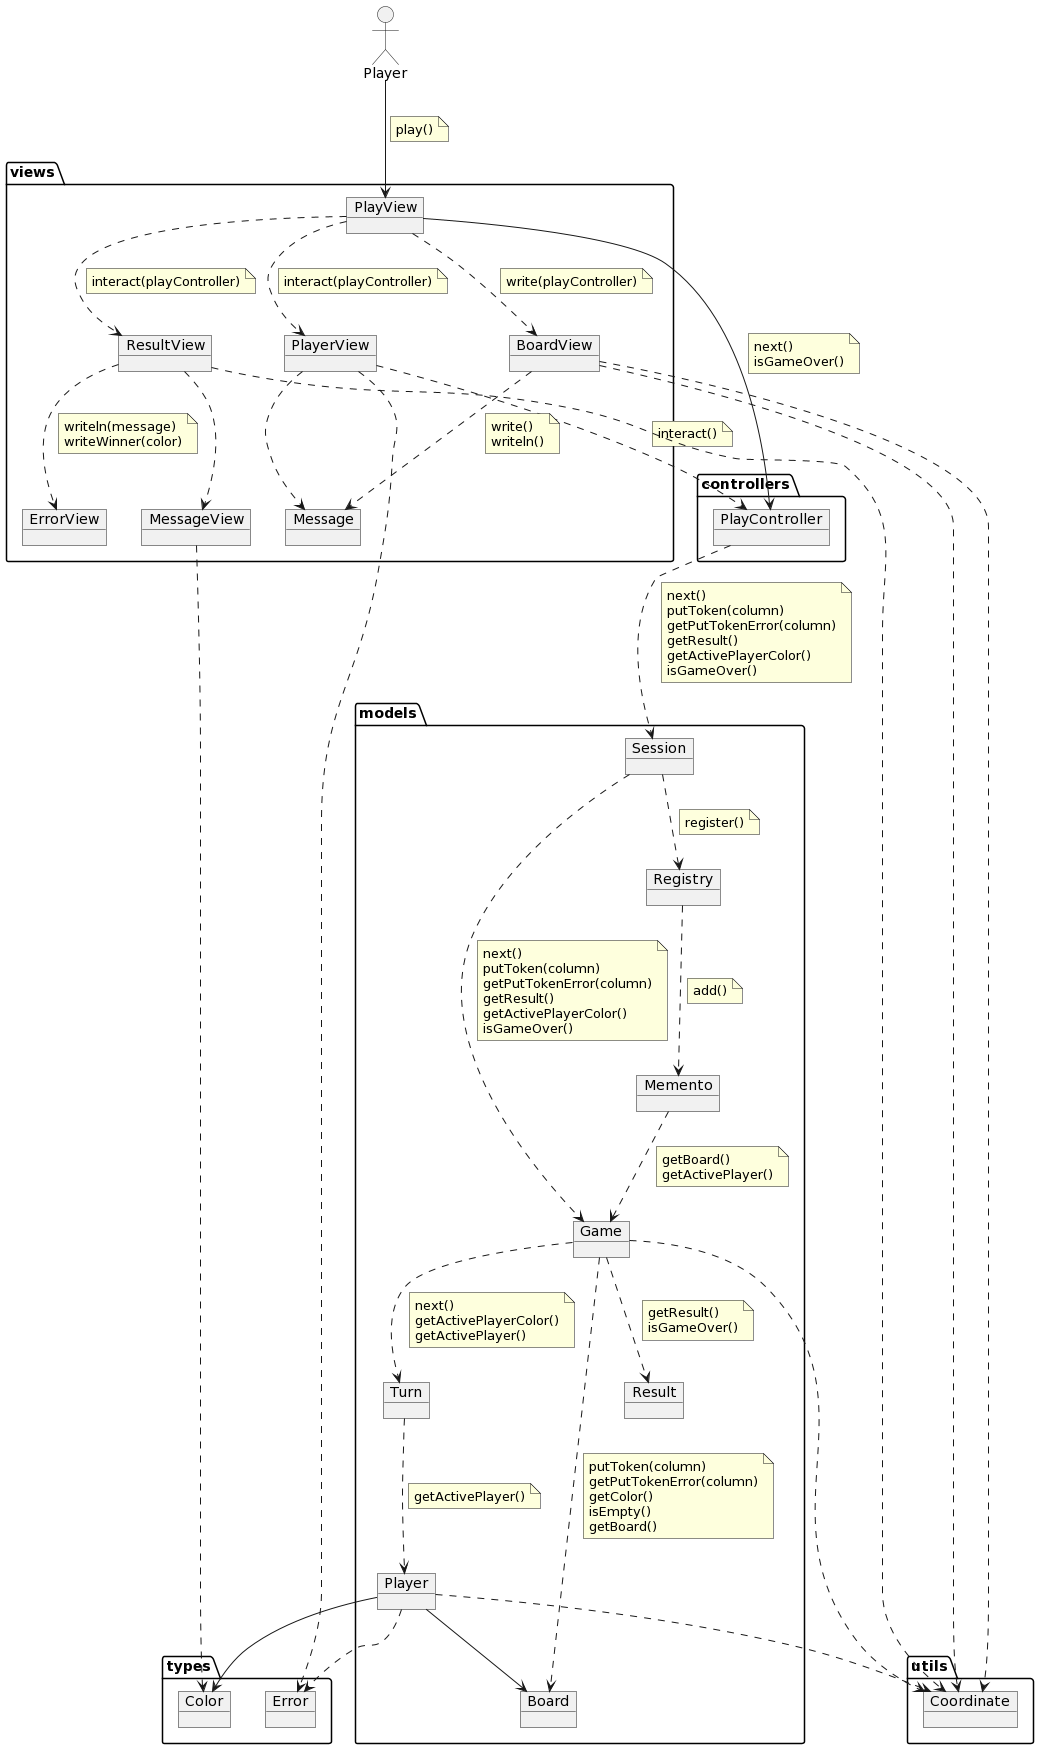 Player
play()
views
PlayView
interact(playController)
interact(playController)
write(playController)
next()
isGameOver()
ResultView
PlayerView
BoardView
writeln(message)
writeWinner(color)
write()
writeln()
interact()
controllers
ErrorView
MessageView
Message
PlayController
next()
putToken(column)
getPutTokenError(column)
getResult()
getActivePlayerColor()
isGameOver()
models
Session
register()
Registry
next()
putToken(column)
getPutTokenError(column)
getResult()
getActivePlayerColor()
isGameOver()
add()
Memento
getBoard()
getActivePlayer()
Game
next()
getActivePlayerColor()
getActivePlayer()
getResult()
isGameOver()
Turn
Result
putToken(column)
getPutTokenError(column)
getColor()
isEmpty()
getBoard()
getActivePlayer()
Player
types
utils
Color
Error
Board
Coordinate